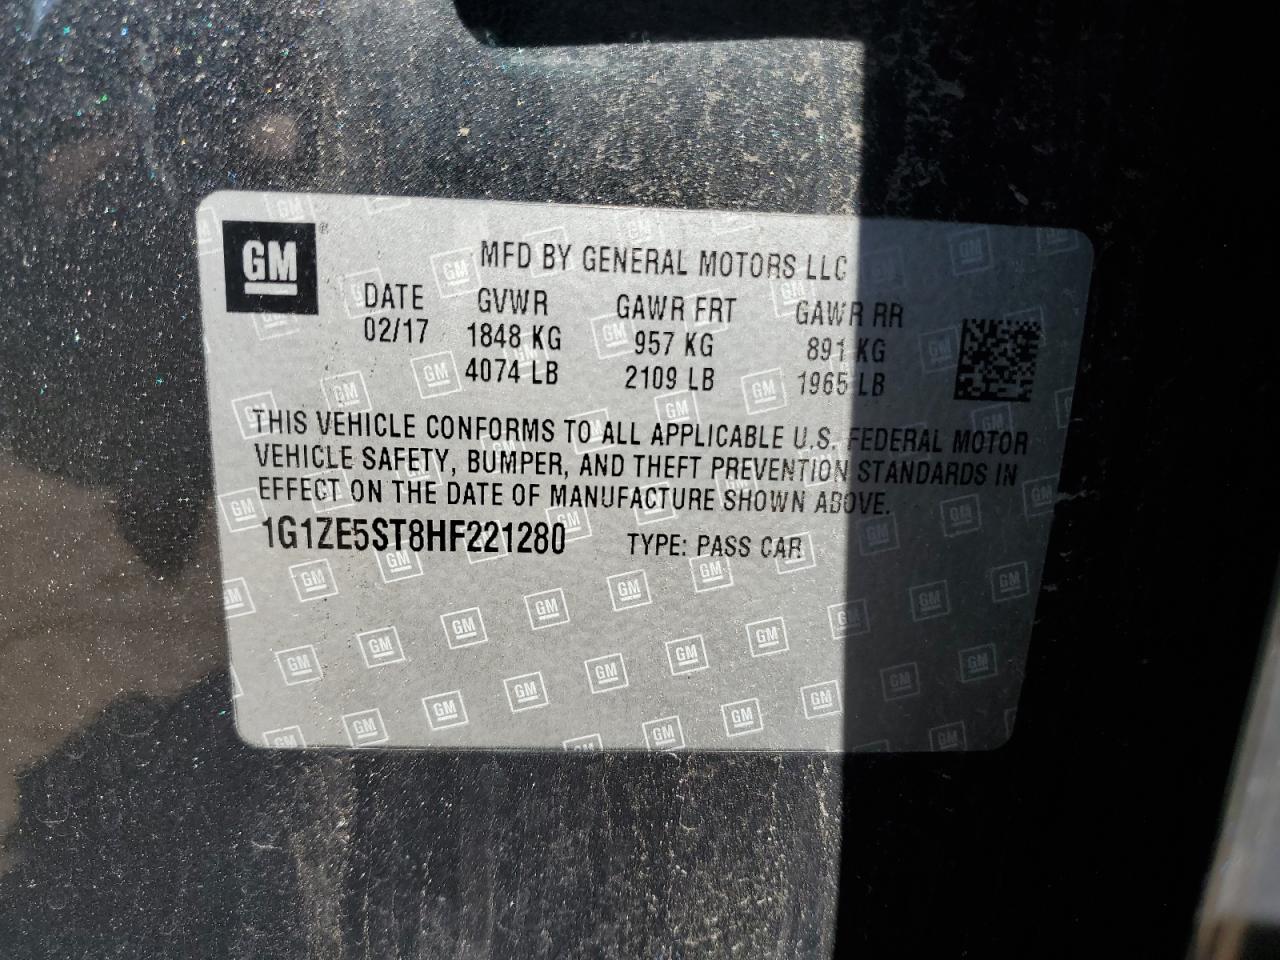 GM
MFD BY GENERAL MOTORS LLC
DATE GVWR GAWR FRT GAWR RR
02/17 1848 KG 957 KG 891 KG
4074 LB 2109 LB 1965 LB
THIS VEHICLE CONFORMS TO ALL APPLICABLE U.S. FEDERAL MOTOR
VEHICLE SAFETY, BUMPER, AND THEFT PREVENTION STANDARDS IN
EFFECT ON THE DATE OF MANUFACTURE SHOWN ABOVE.
1G1ZE5ST8HF221280 TYPE: PASS CAR